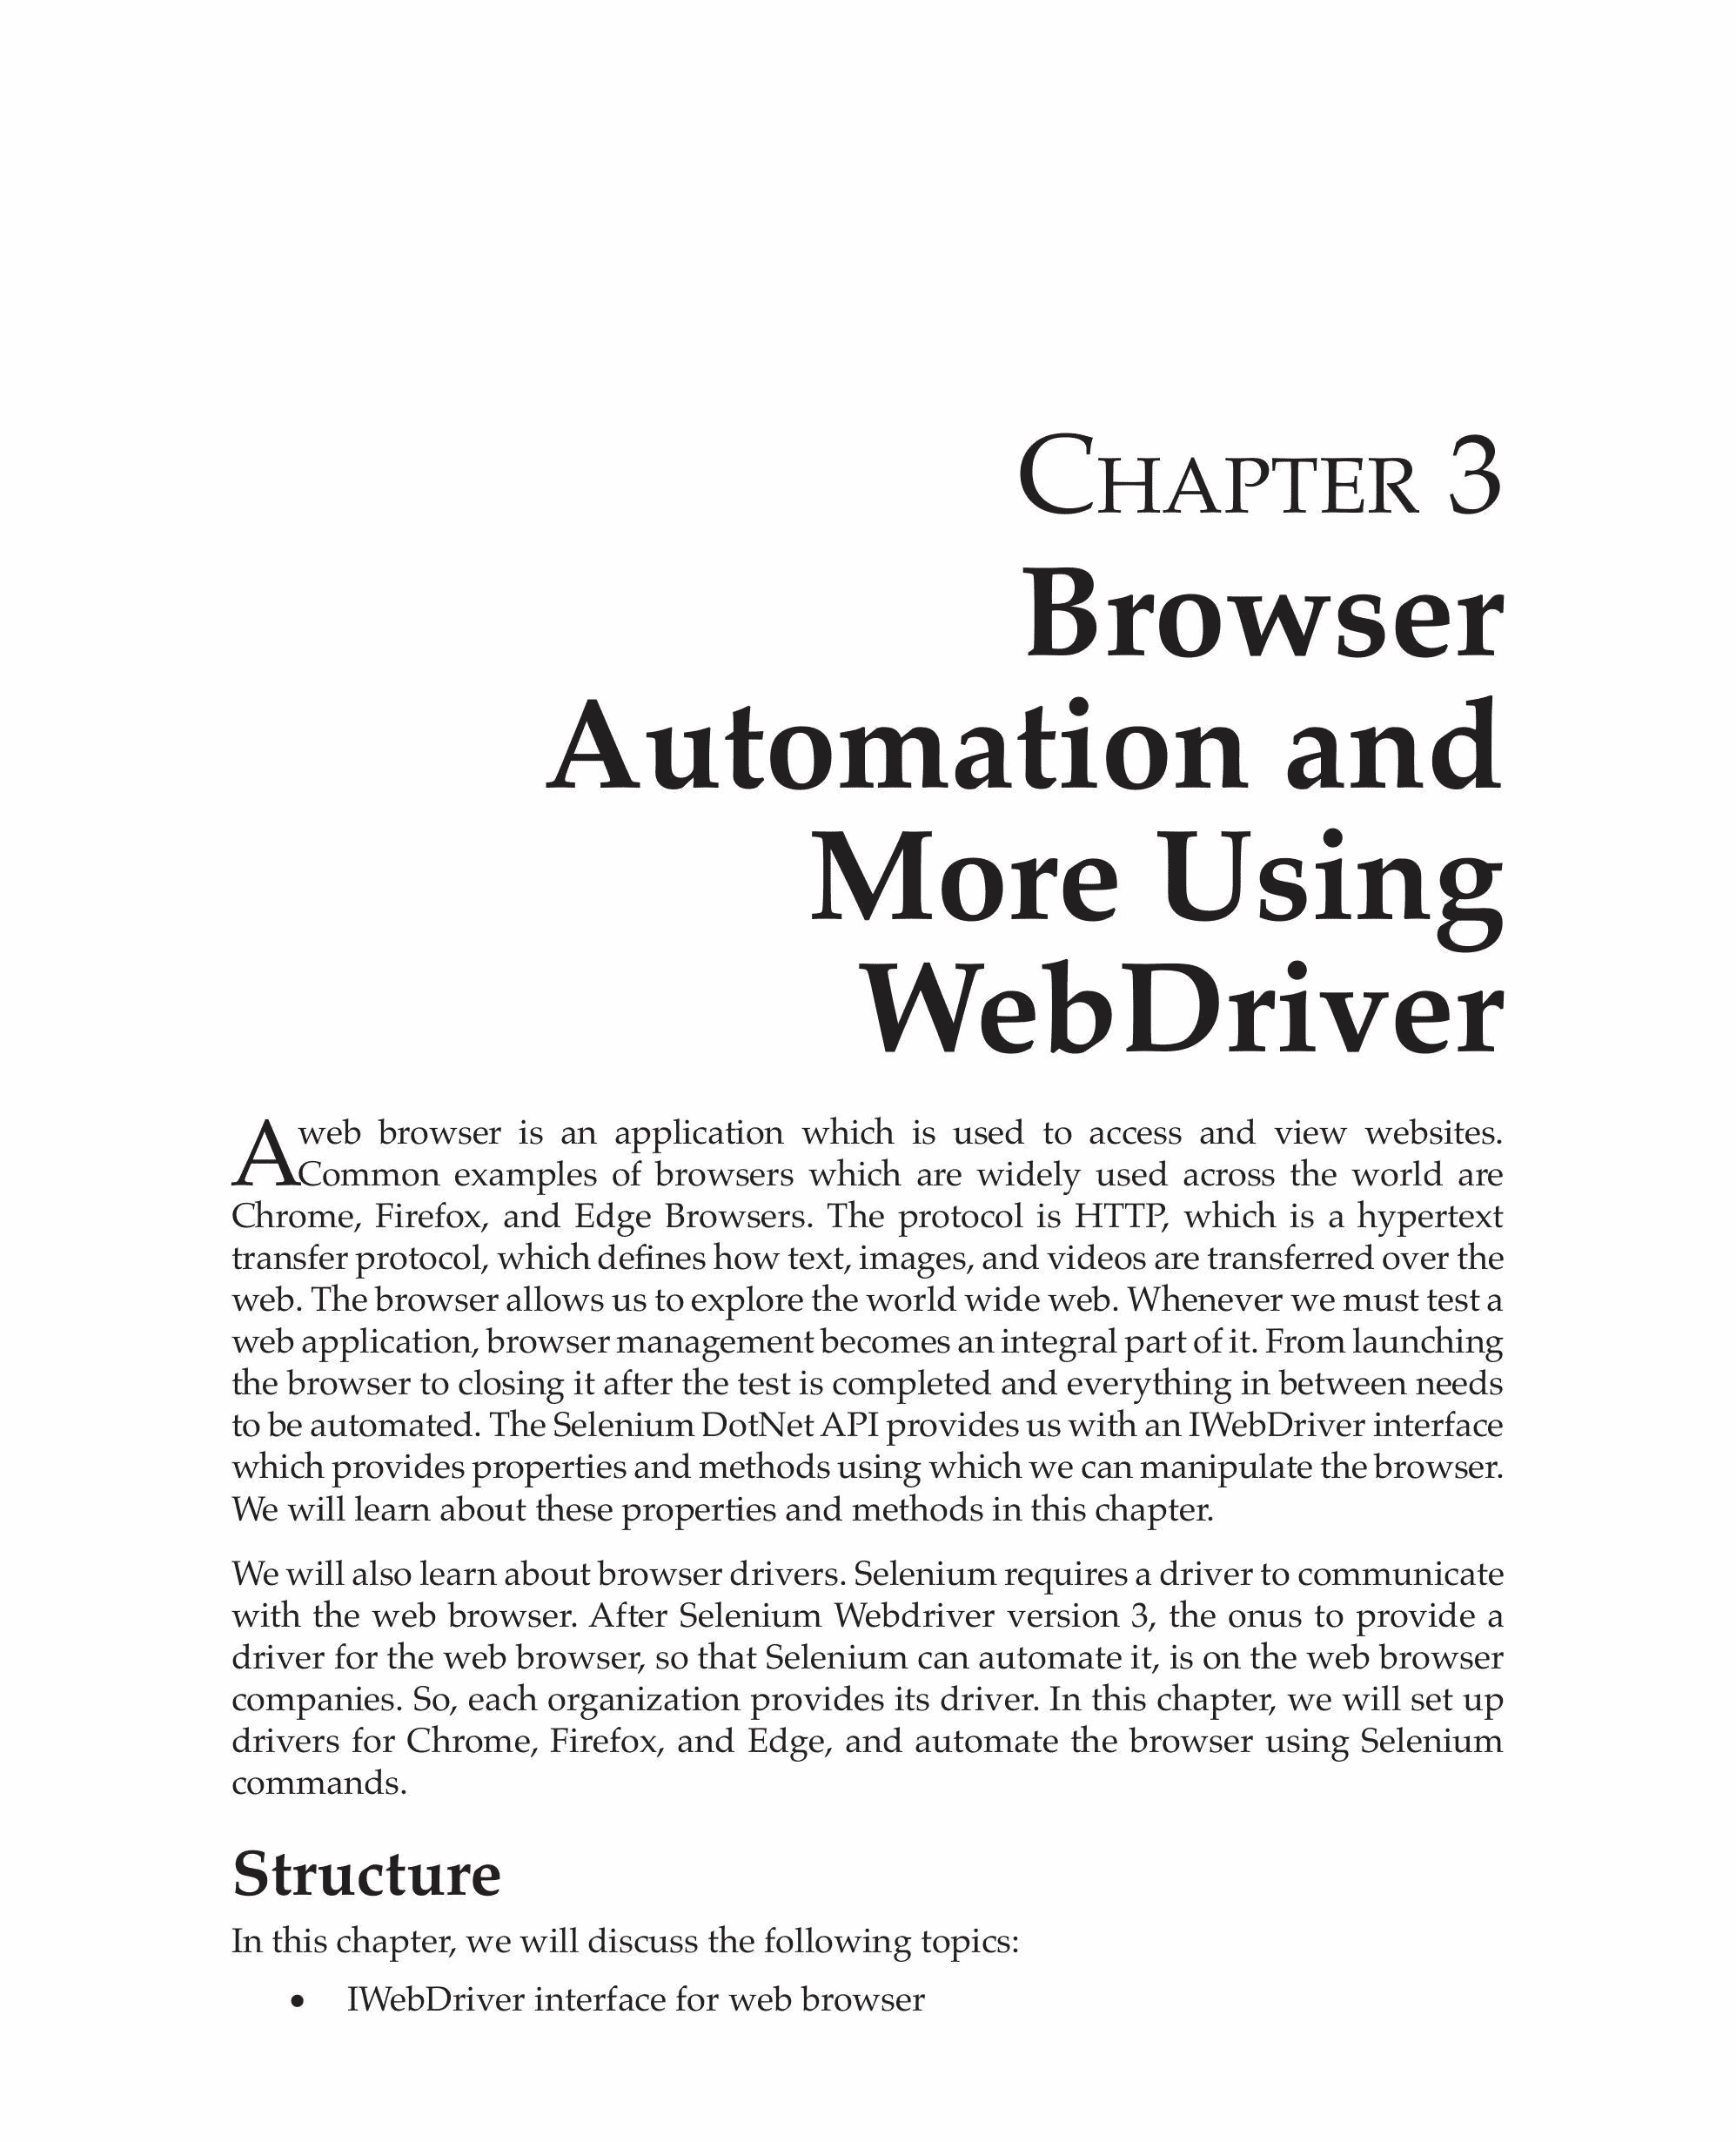 CHAPTER 3
Browser
Automation and
More Using
WebDriver
A web browser is an application which is used to access and view websites.
Common examples of browsers which are widely used across the world are
Chrome, Firefox, and Edge Browsers. The protocol is HTTP, which is a hypertext
transfer protocol, which defines how text, images, and videos are transferred over the
web. The browser allows us to explore the world wide web. Whenever we must test a
web application, browser management becomes an integral part of it. From launching
the browser to closing it after the test is completed and everything in between needs
to be automated. The Selenium DotNet API provides us with an IWebDriver interface
which provides properties and methods using which we can manipulate the browser.
We will learn about these properties and methods in this chapter.
We will also learn about browser drivers. Selenium requires a driver to communicate
with the web browser. After Selenium Webdriver version 3, the onus to provide a
driver for the web browser, so that Selenium can automate it, is on the web browser
companies. So, each organization provides its driver. In this chapter, we will set up
drivers for Chrome, Firefox, and Edge, and automate the browser using Selenium
commands.
Structure
In this chapter, we will discuss the following topics:
• IWebDriver interface for web browser